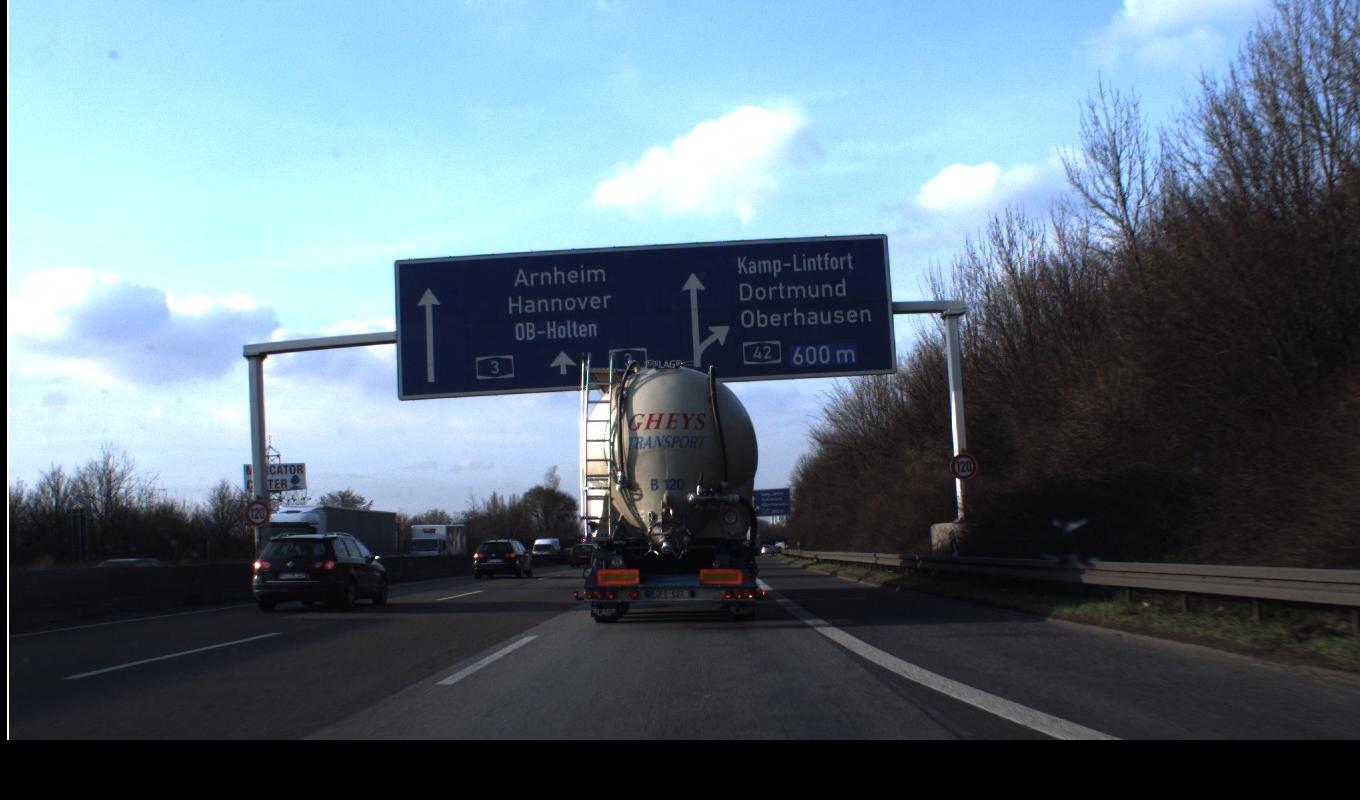 Arnheim
Hannover
OB-Holten
3
Kamp-Lintfort
Dortmund
Oberhausen
42 600 m
GHEYS
TRANSPORT
B 120
120
120